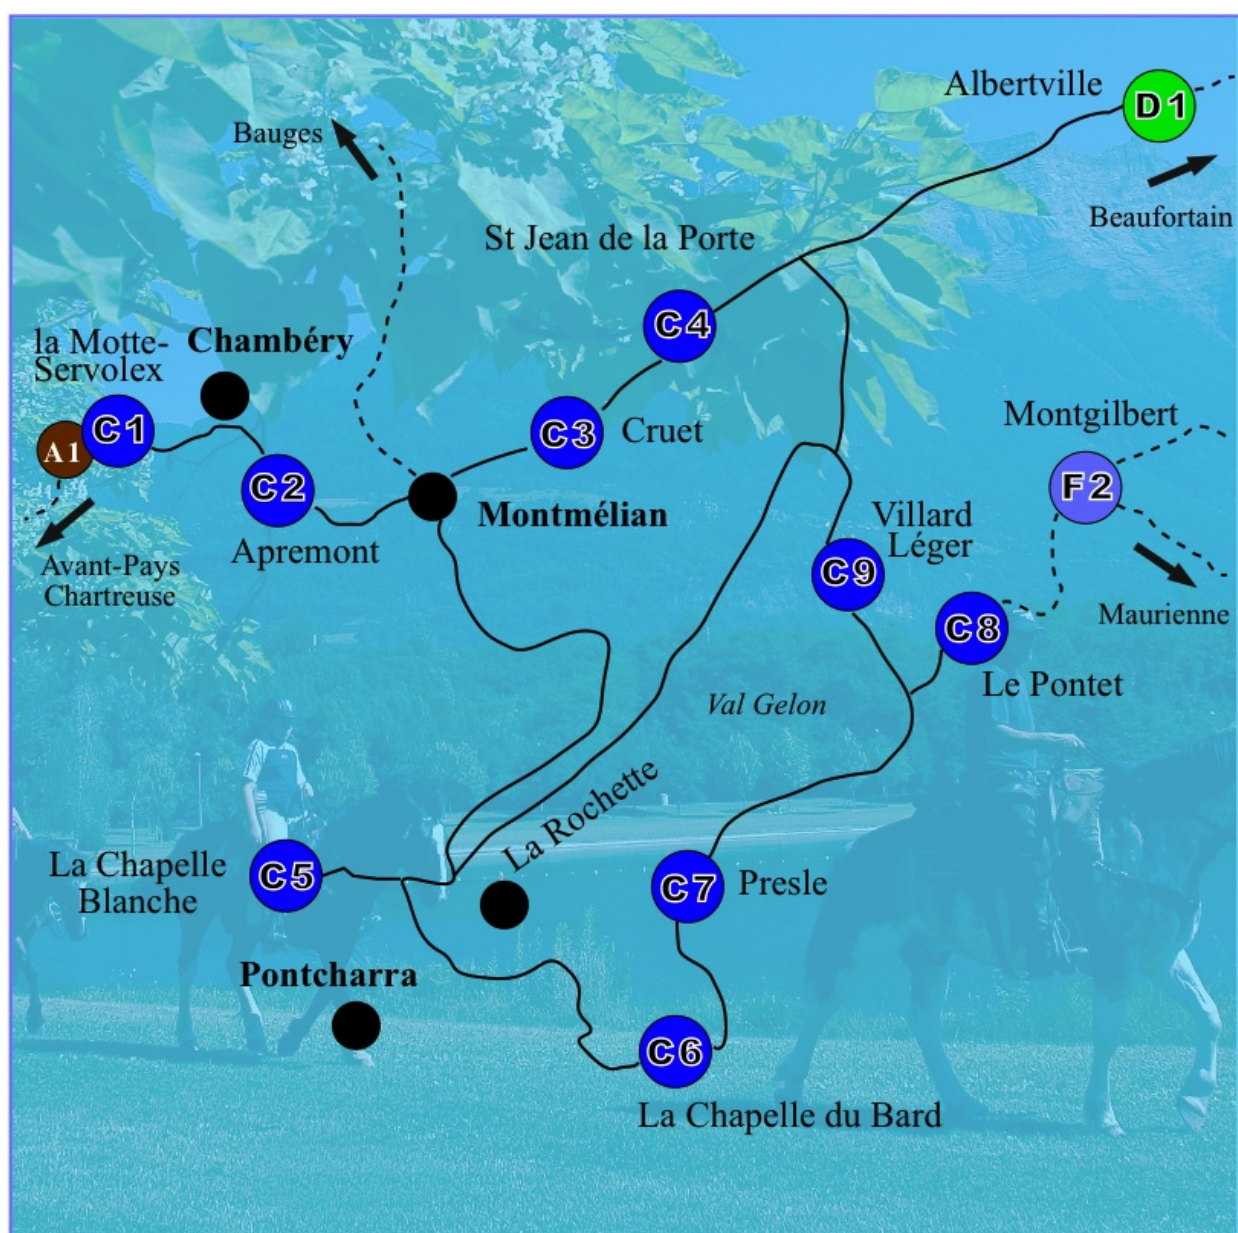 Albertville
D1
Bauges
Beaufortain
St Jean de la Porte
C4
la Motte-
Servolex
Chambéry
A1
C1
C3
Cruet
Montgilbert
C2
F2
Montmélian
Apremont
Villard
Léger
Avant-Pays
Chartreuse
C9
Maurienne
C8
Le Pontet
Val Gelon
La Rochette
La Chapelle
Blanche
C5
C7
Presle
Pontcharra
C6
La Chapelle du Bard